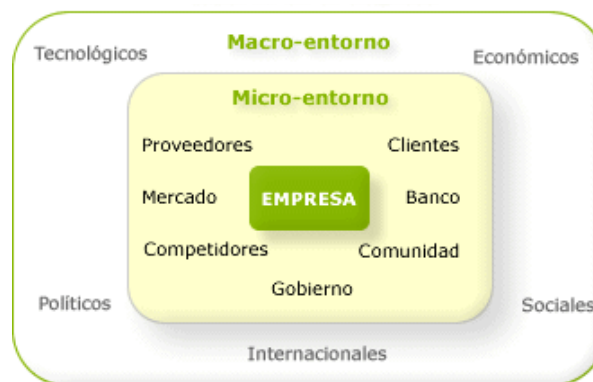 Macro-entorno
Tecnológicos
Económicos
Micro-entorno
Proveedores
Clientes
Mercado
EMPRESA
Banco
Competidores
Comunidad
Gobierno
Políticos
Sociales
Internacionales